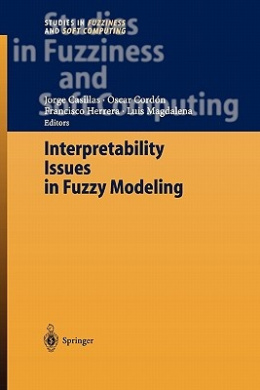 STUDIES IN FUZZINESS
AND SOFT COMPUTING
Studies
in Fuzziness
and Soft
Computing
Jorge Casillas · Oscar Cordón
Francisco Herrera · Luis Magdalena
Editors
Interpretability
Issues
in Fuzzy Modeling
Springer